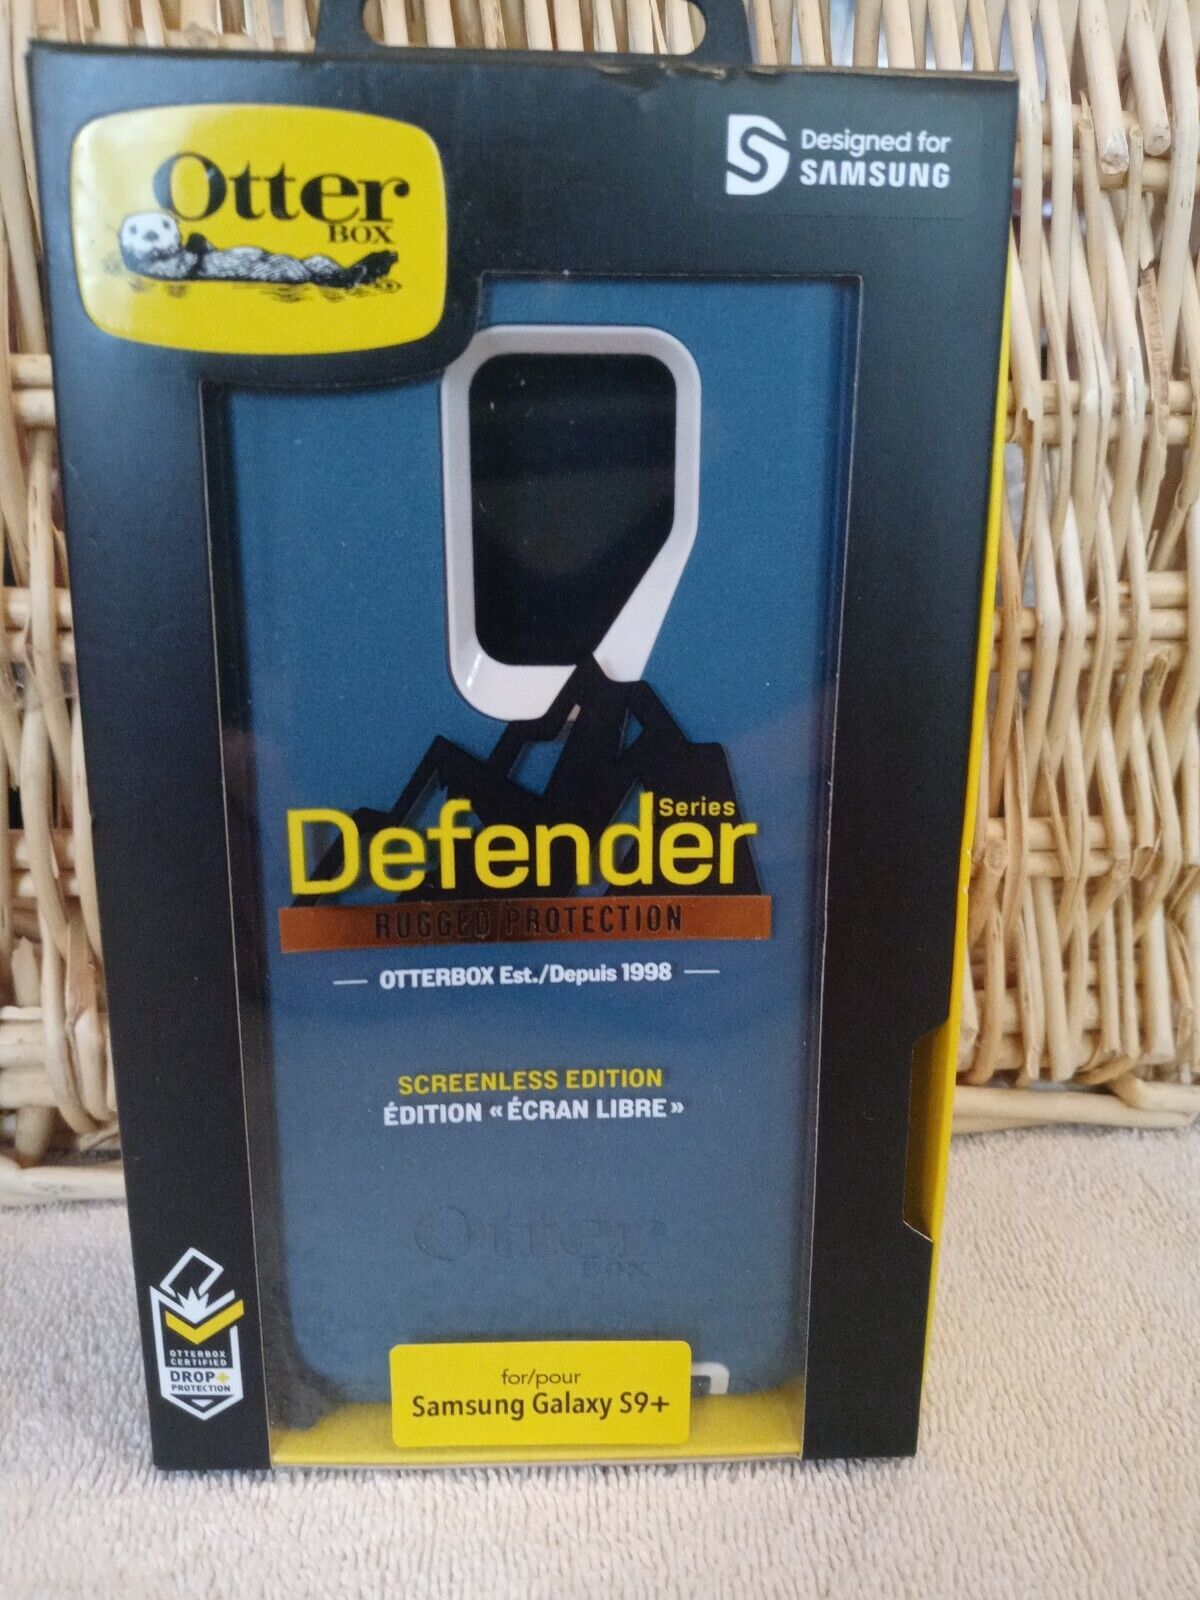 Otter
BOX
Designed for
SAMSUNG
Series
Defender
RUGGED PROTECTION
OTTERBOX Est./Depuis 1998
SCREENLESS EDITION
ÉDITION « ÉCRAN LIBRE »
Otter
BOX
OTTERBOX
CERTIFIED
DROP+
PROTECTION
for/pour
Samsung Galaxy S9+